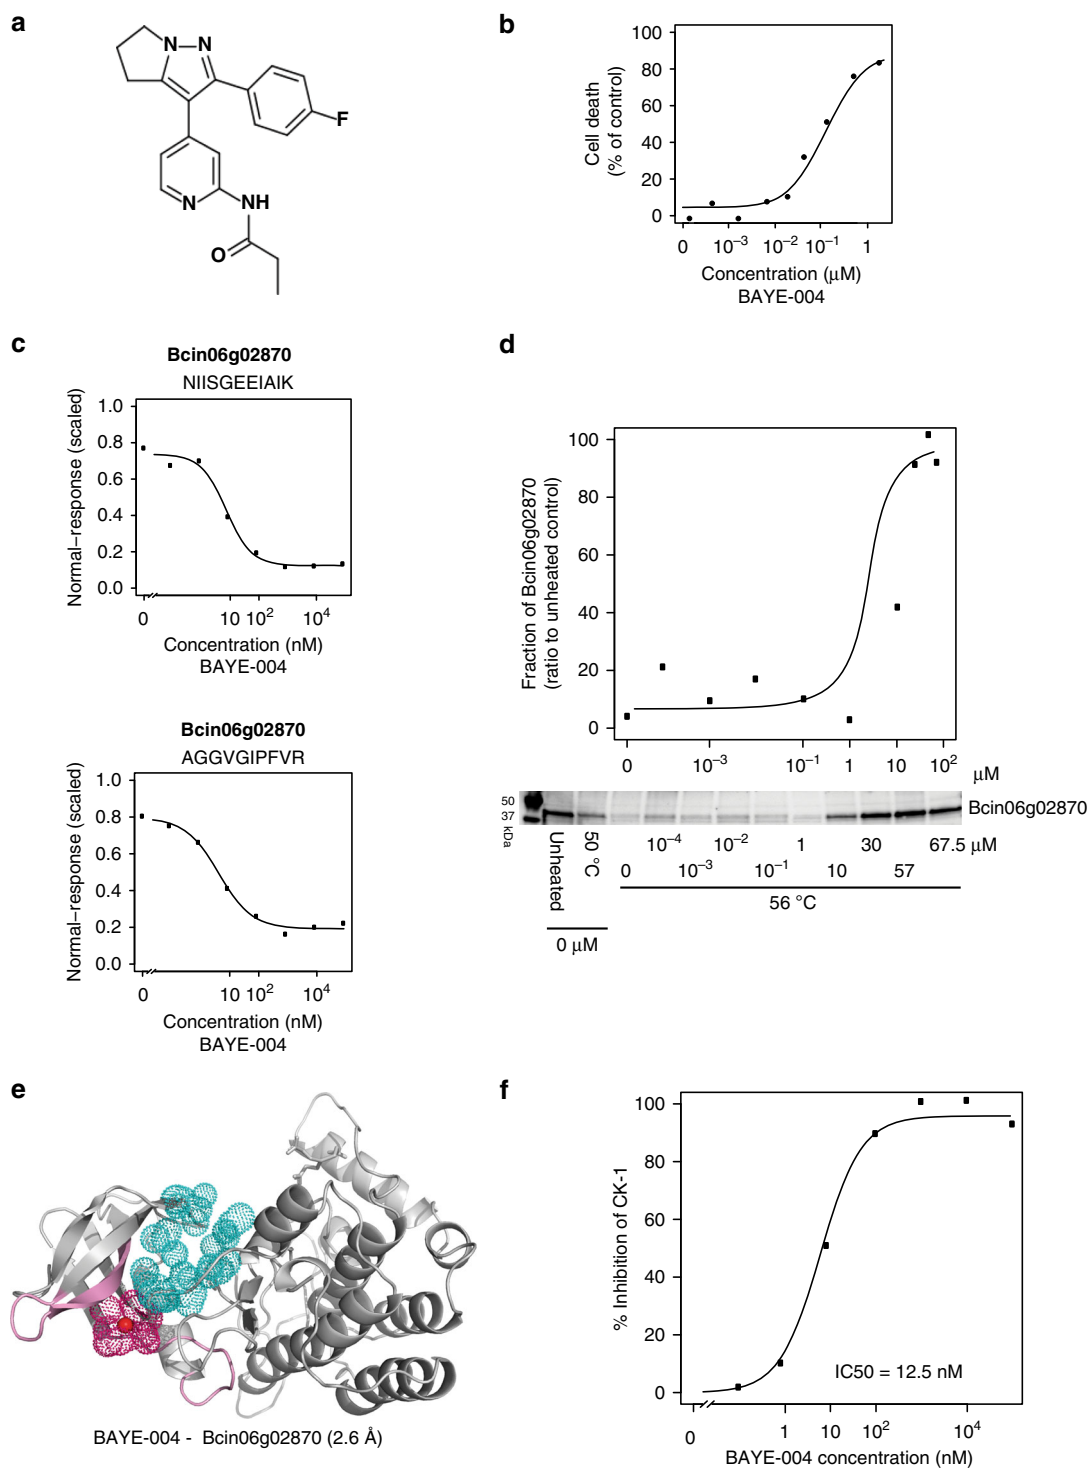 a
N
N
F
N
NH
O
b
Cell death
(% of control)
100
80
60
40
20
0
0 10−3 10−2 10−1 1
Concentration (μM)
BAYE-004
c
Bcin06g02870
NIISGEEIAIK
Normal−response (scaled)
1.0
0.8
0.6
0.4
0.2
0.0
0 10 102 104
Concentration (nM)
BAYE-004
Bcin06g02870
AGGVGIPFVR
Normal−response (scaled)
1.0
0.8
0.6
0.4
0.2
0.0
0 10 102 104
Concentration (nM)
BAYE-004
d
Fraction of Bcin06g02870
(ratio to unheated control)
100
80
60
40
20
0
0 10−3 10−1 1 10 102 μM
50
37
kDa
Bcin06g02870
Unheated
50 °C
10−4 10−2 1 30 67.5 μM
0 10−3 10−1 10 57
56 °C
0 μM
e
BAYE-004 - Bcin06g02870 (2.6 Å)
f
% Inhibition of CK-1
100
80
60
40
20
0
IC50 = 12.5 nM
0 1 10 102 104
BAYE-004 concentration (nM)